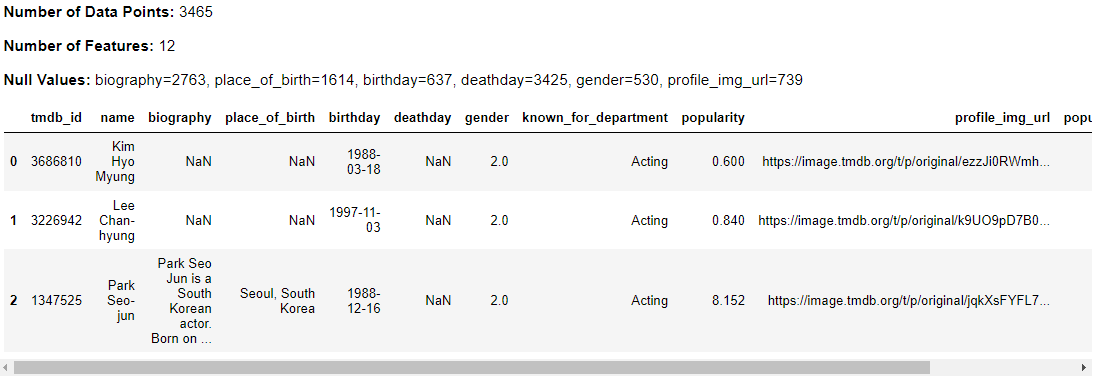 Number of Data Points: 3465
Number of Features: 12
Null Values: biography=2763, place_of_birth=1614, birthday=637, deathday=3425, gender=530, profile_img_url=739
tmdb_id name biography place_of_birth birthday deathday gender known_for_department popularity profile_img_url popu
0 3686810 Kim Hyo Myung NaN NaN 1988-03-18 NaN 2.0 Acting 0.600 https://image.tmdb.org/t/p/original/ezzJi0RWmh...
1 3226942 Lee Chan-hyung NaN NaN 1997-11-03 NaN 2.0 Acting 0.840 https://image.tmdb.org/t/p/original/k9UO9pD7B0...
2 1347525 Park Seo-jun Park Seo Jun is a South Korean actor. Born on ... Seoul, South Korea 1988-12-16 NaN 2.0 Acting 8.152 https://image.tmdb.org/t/p/original/jqkXsFYFL7...